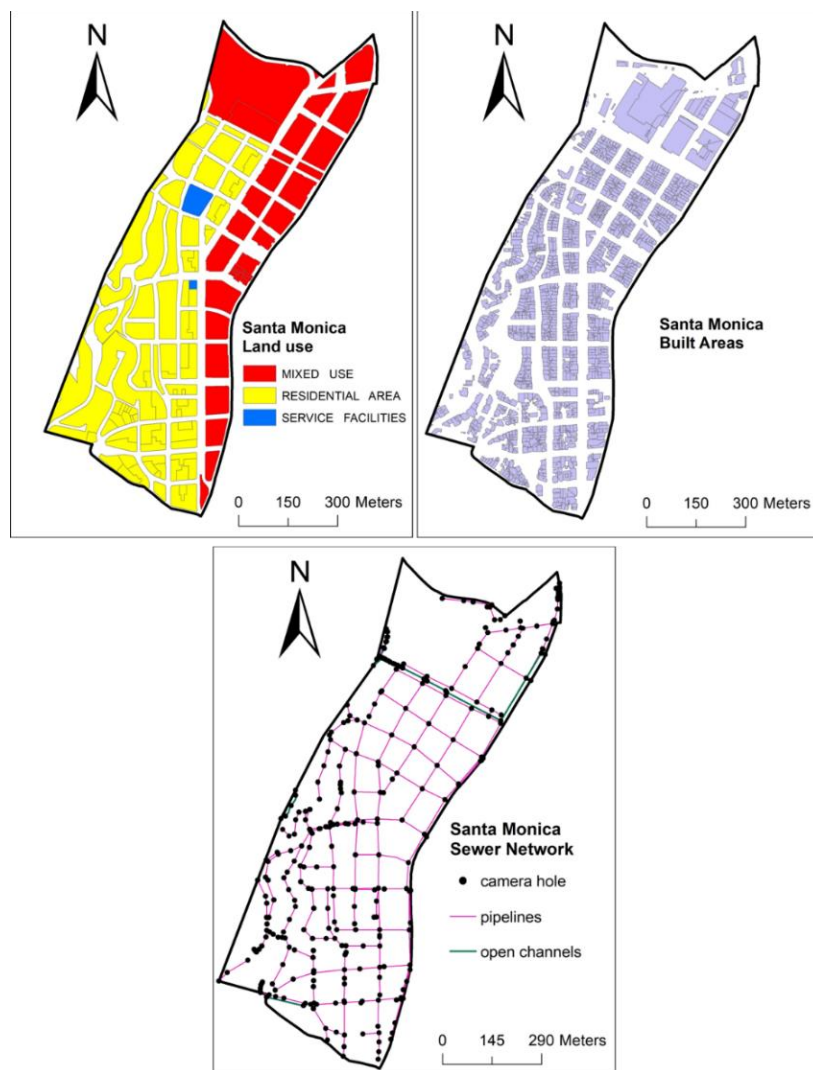 N
Santa Monica
Land use
MIXED USE
RESIDENTIAL AREA
SERVICE FACILITIES
0 150 300 Meters
N
Santa Monica
Built Areas
0 150 300 Meters
N
Santa Monica
Sewer Network
camera hole
pipelines
open channels
0 145 290 Meters